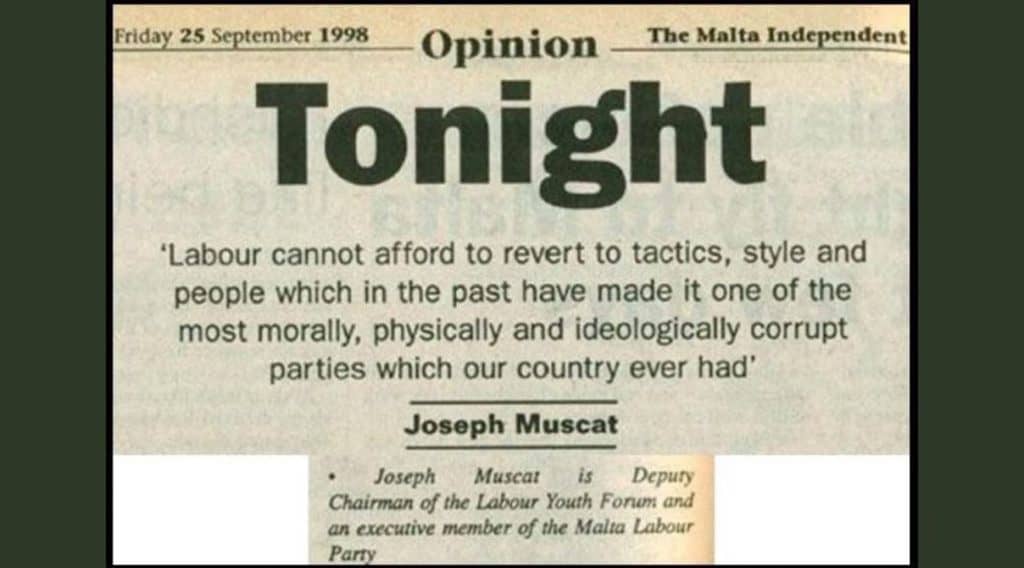 Friday 25 September 1998
Opinion
The Malta Independent
Tonight
‘Labour cannot afford to revert to tactics, style and
people which in the past have made it one of the
most morally, physically and ideologically corrupt
parties which our country ever had’
Joseph Muscat
• Joseph Muscat is Deputy
Chairman of the Labour Youth Forum and
an executive member of the Malta Labour
Party